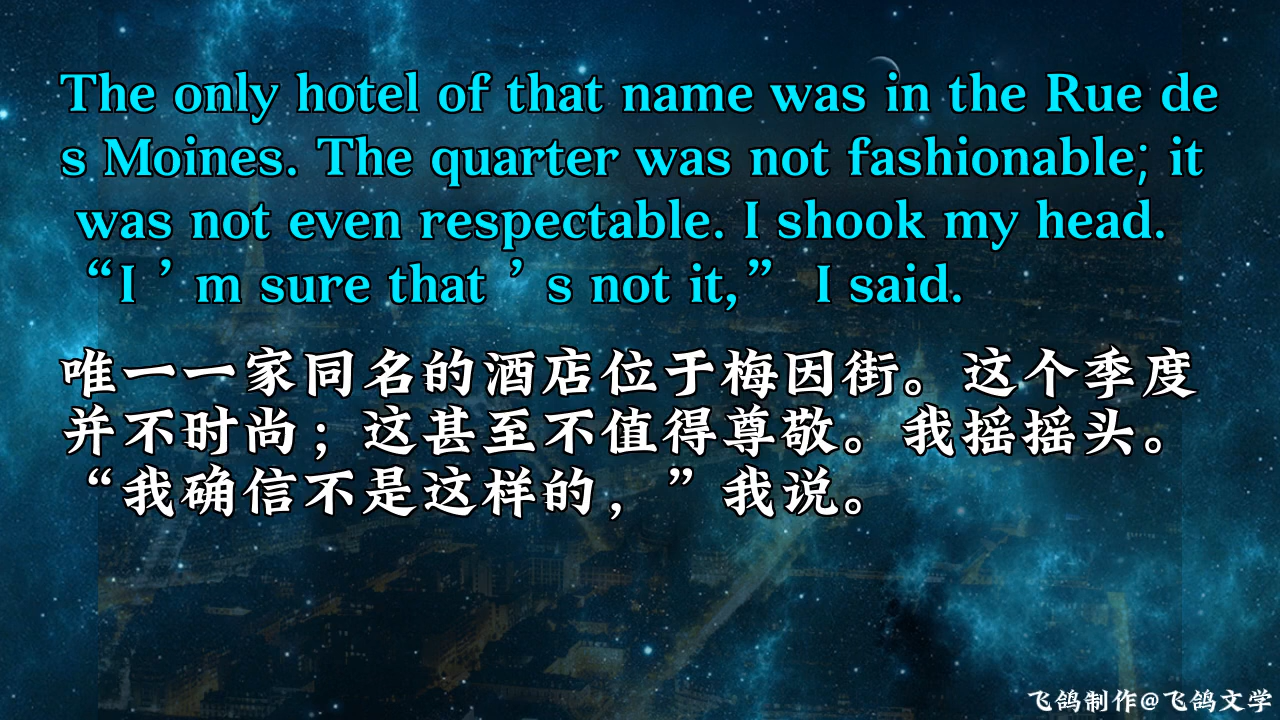 The only hotel of that name was in the Rue de
s Moines. The quarter was not fashionable; it
was not even respectable. I shook my head.
“I ’ m sure that ’ s not it,” I said.
唯一一家同名的酒店位于梅因街。这个季度
并不时尚；这甚至不值得尊敬。我摇摇头。
“我确信不是这样的，”我说。
飞鸽制作@飞鸽文学